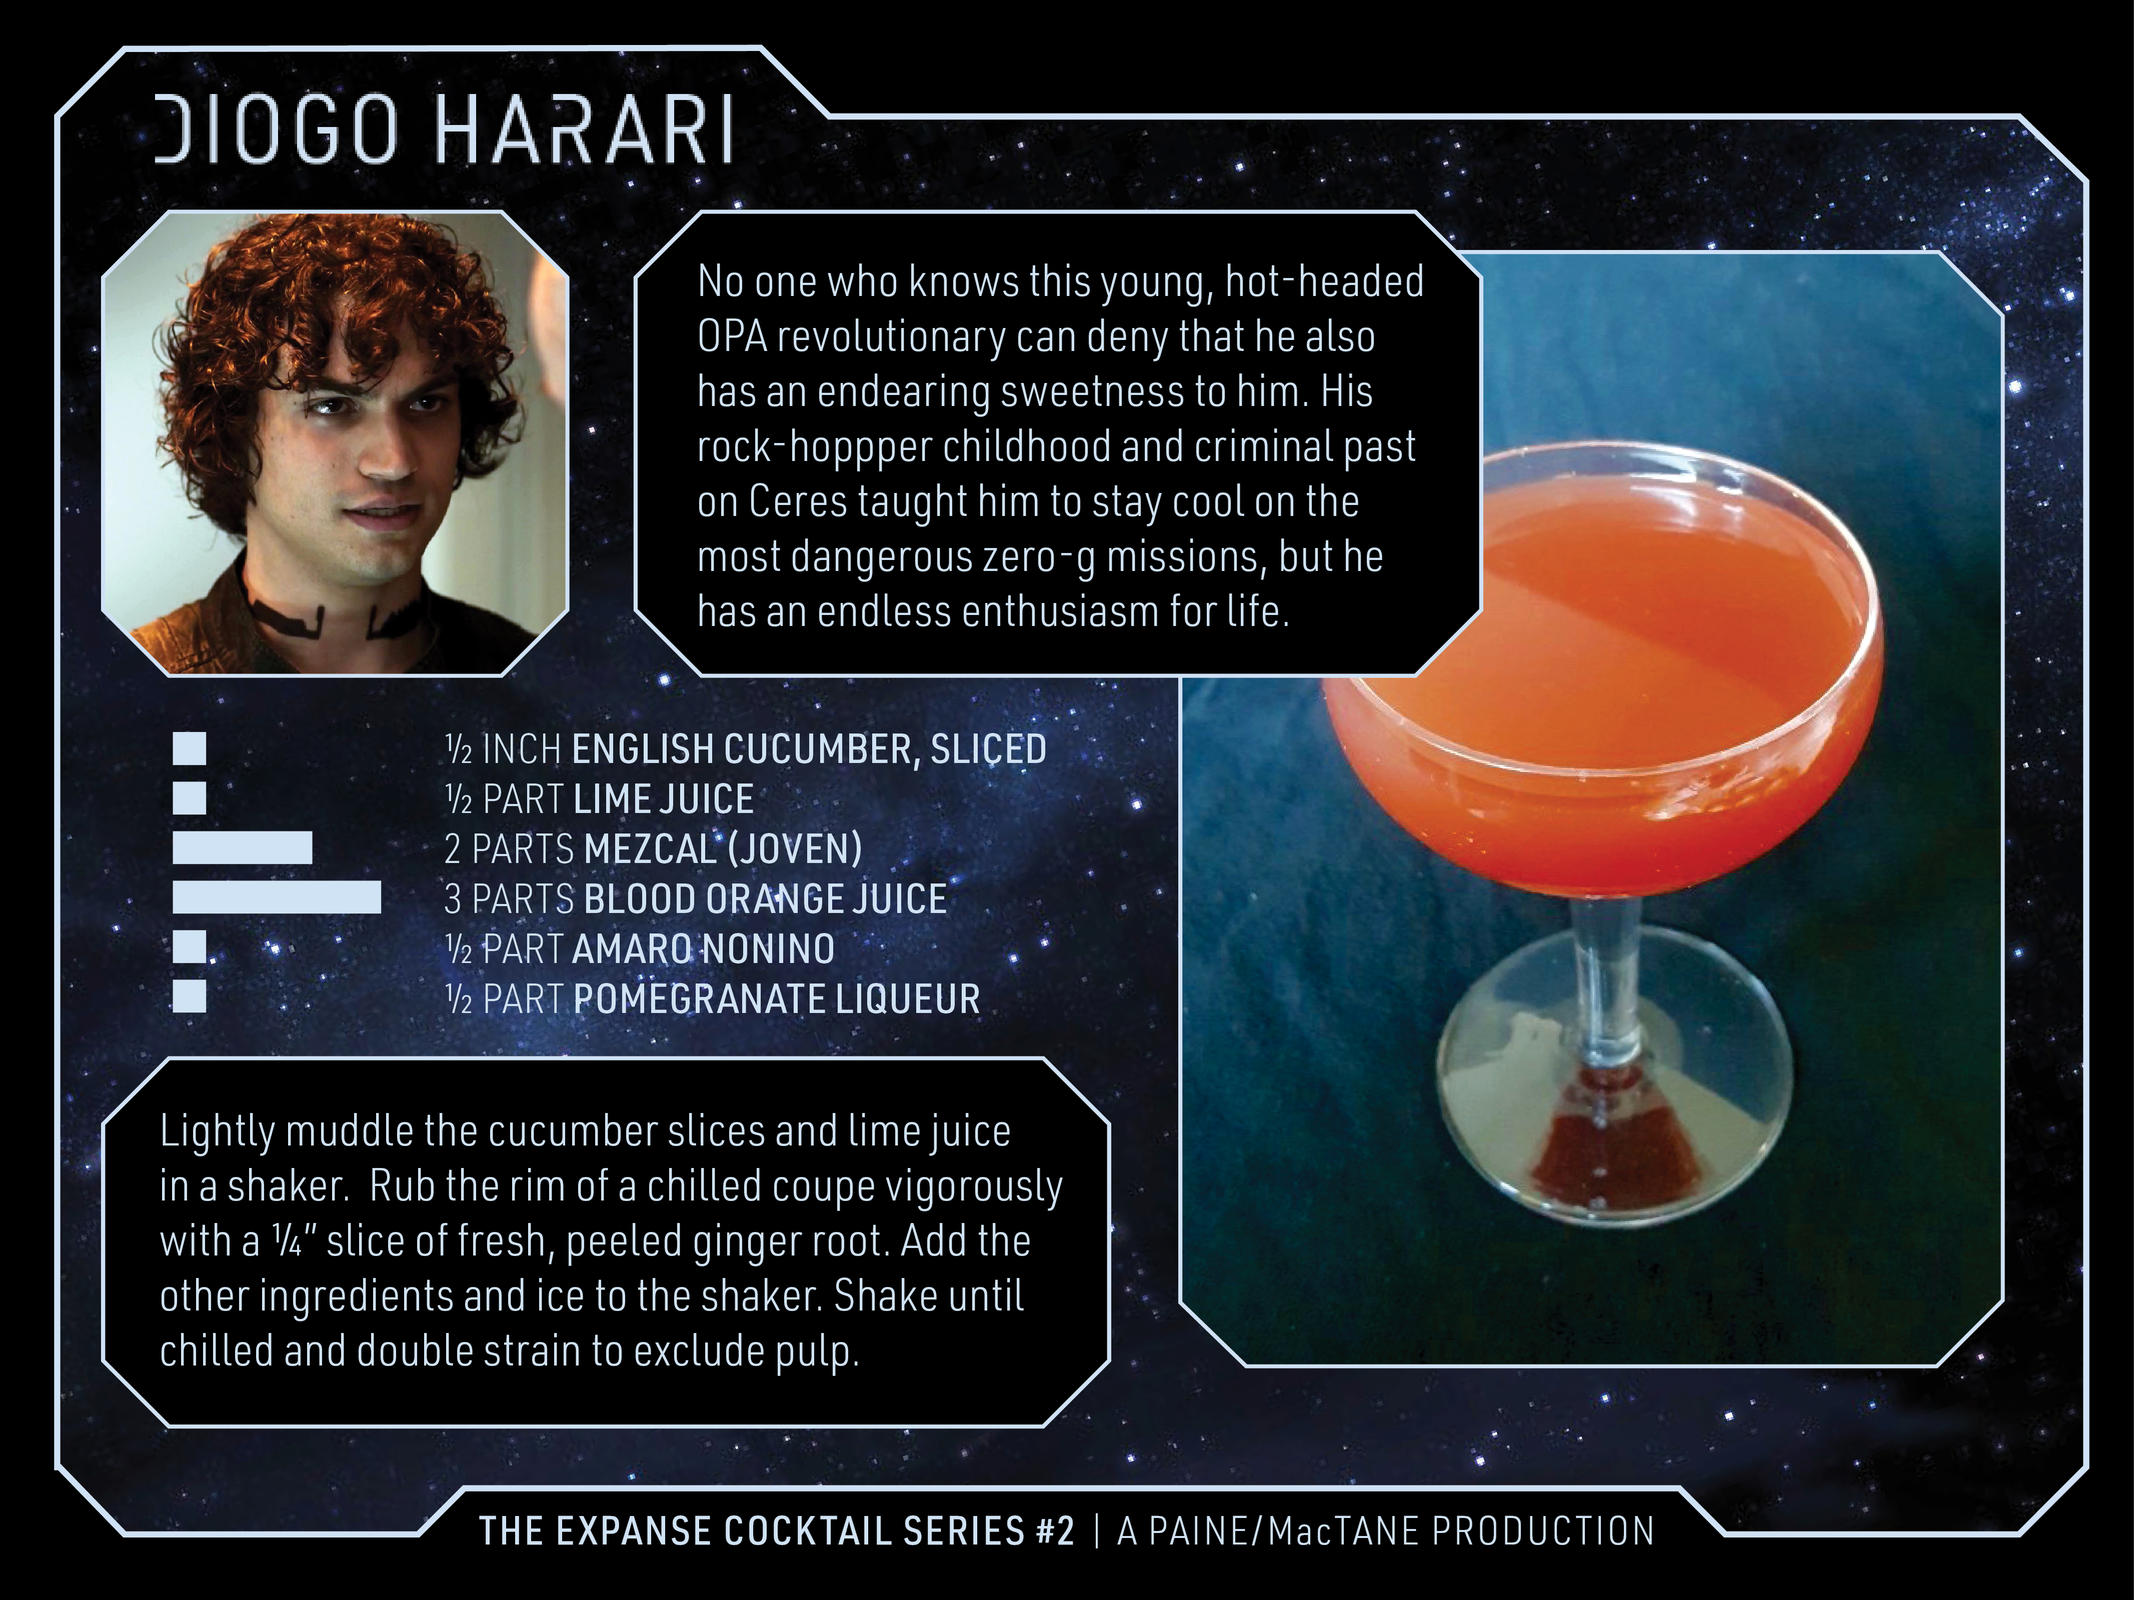 DIOGO HARARI
No one who knows this young, hot-headed
OPA revolutionary can deny that he also
has an endearing sweetness to him. His
rock-hoppper childhood and criminal past
on Ceres taught him to stay cool on the
most dangerous zero-g missions, but he
has an endless enthusiasm for life.
½ INCH ENGLISH CUCUMBER, SLICED
½ PART LIME JUICE
2 PARTS MEZCAL (JOVEN)
3 PARTS BLOOD ORANGE JUICE
½ PART AMARO NONINO
½ PART POMEGRANATE LIQUEUR
Lightly muddle the cucumber slices and lime juice
in a shaker. Rub the rim of a chilled coupe vigorously
with a ¼” slice of fresh, peeled ginger root. Add the
other ingredients and ice to the shaker. Shake until
chilled and double strain to exclude pulp.
THE EXPANSE COCKTAIL SERIES #2 | A PAINE/MacTANE PRODUCTION